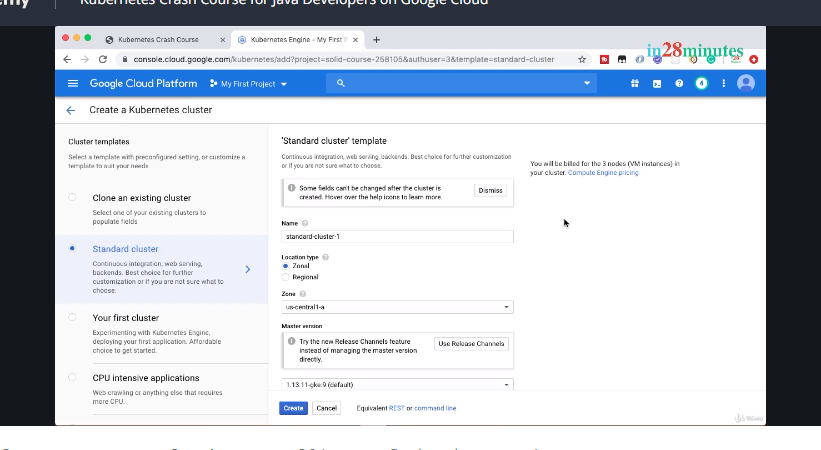 Kubernetes Crash Course for Java Developers on Google Cloud
Kubernetes Crash Course
Kubernetes Engine - My First P
in28minutes
console.cloud.google.com/kubernetes/add?project=solid-course-258105&authuser=3&template=standard-cluster
Google Cloud Platform
My First Project
4
Create a Kubernetes cluster
Cluster templates
Select a template with preconfigured setting, or customize a
template to suit your needs
Clone an existing cluster
Select one of your existing clusters to
populate fields
Standard cluster
Continuous integration, web serving,
backends. Best choice for further
customization or if you are not sure what to
choose.
Your first cluster
Experimenting with Kubernetes Engine,
deploying your first application. Affordable
choice to get started.
CPU intensive applications
Web crawling or anything else that requires
more CPU.
'Standard cluster' template
Continuous integration, web serving, backends. Best choice for further customization
or if you are not sure what to choose.
Some fields can't be changed after the cluster is
created. Hover over the help icons to learn more.
Dismiss
Name
standard-cluster-1
Location type
Zonal
Regional
Zone
us-central1-a
Master version
Try the new Release Channels feature
instead of managing the master version
directly.
Use Release Channels
1.13.11-gke.9 (default)
Create
Cancel
Equivalent REST or command line
You will be billed for the 3 nodes (VM instances) in
your cluster. Compute Engine pricing